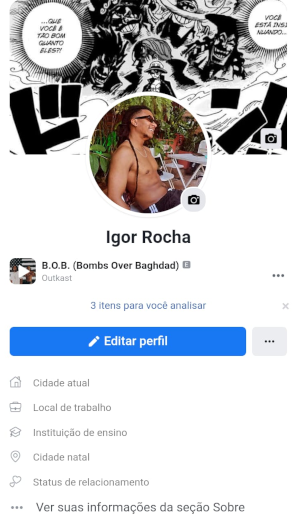 ...QUE
VOCÊ É
TÃO BOM
QUANTO
ELES?!
VOCÊ
ESTÁ INSI
NUANDO...
Igor Rocha
B.O.B. (Bombs Over Baghdad) E
Outkast
3 itens para você analisar
Editar perfil
Cidade atual
Local de trabalho
Instituição de ensino
Cidade natal
Status de relacionamento
Ver suas informações da seção Sobre